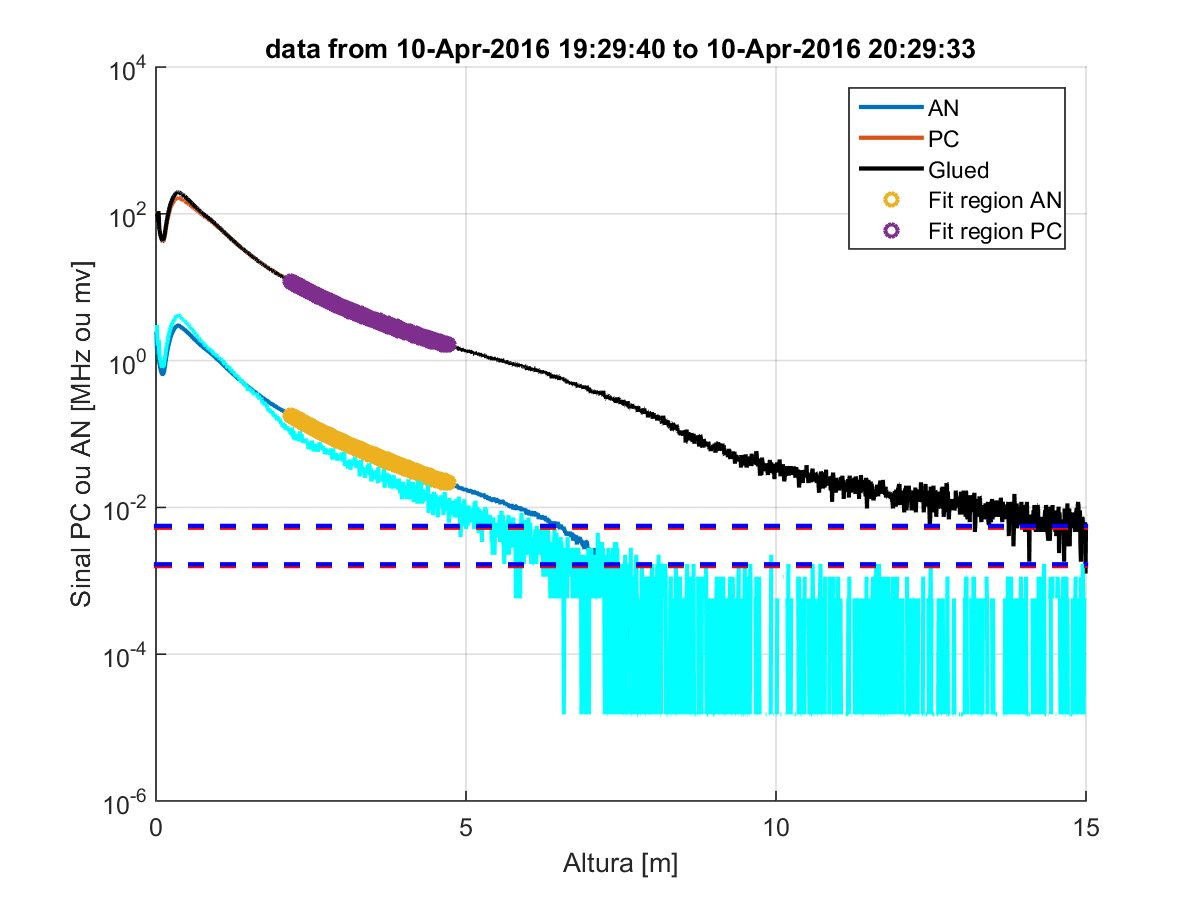 data from 10-Apr-2016 19:29:40 to 10-Apr-2016 20:29:33
10^4
10^2
10^0
10^-2
10^-4
10^-6
Sinal PC ou AN [MHz ou mv]
AN
PC
Glued
Fit region AN
Fit region PC
0
5
10
15
Altura [m]